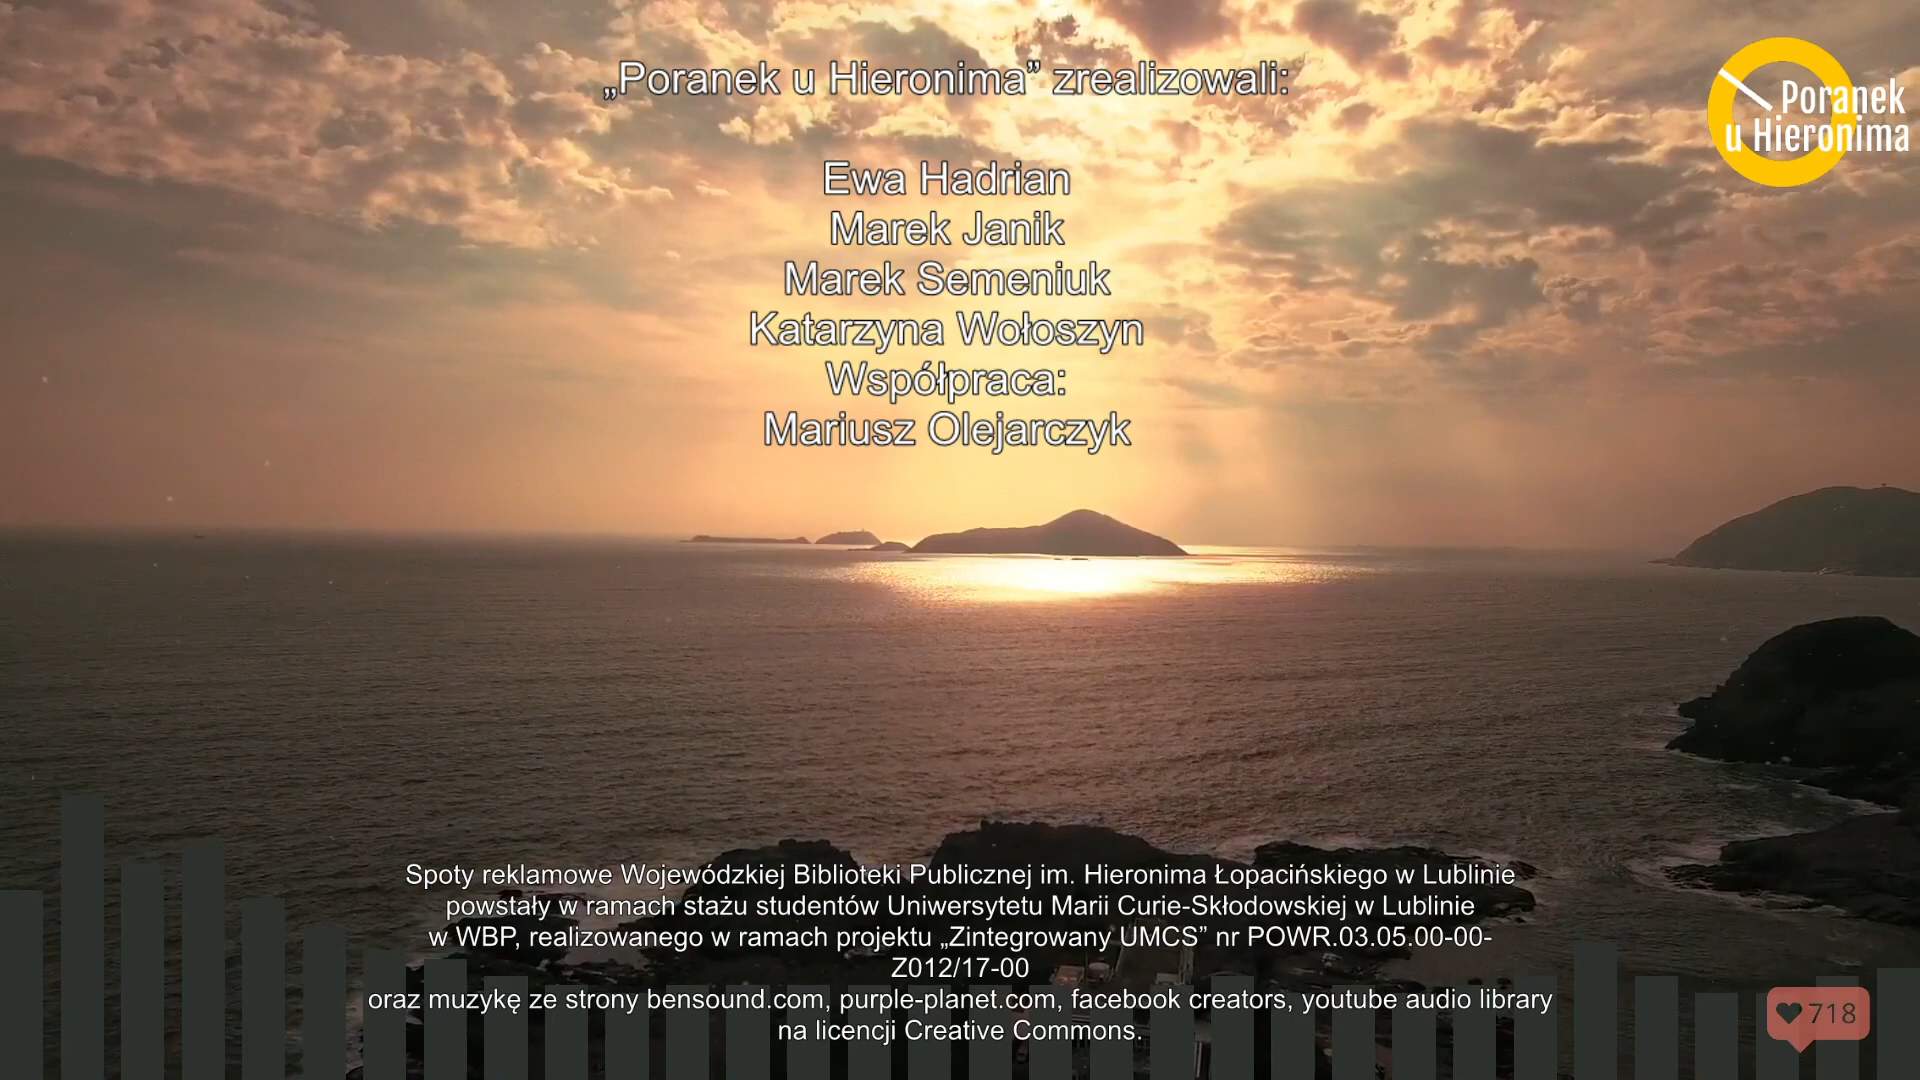 „Poranek u Hieronima” zrealizowali:
Poranek
u Hieronima
Ewa Hadrian
Marek Janik
Marek Semeniuk
Katarzyna Wołoszyn
Współpraca:
Mariusz Olejarczyk
Spoty reklamowe Wojewódzkiej Biblioteki Publicznej im. Hieronima Łopacińskiego w Lublinie
powstały w ramach stażu studentów Uniwersytetu Marii Curie-Skłodowskiej w Lublinie
w WBP, realizowanego w ramach projektu „Zintegrowany UMCS” nr POWR.03.05.00-00-
Z012/17-00
oraz muzykę ze strony bensound.com, purple-planet.com, facebook creators, youtube audio library
na licencji Creative Commons.
718